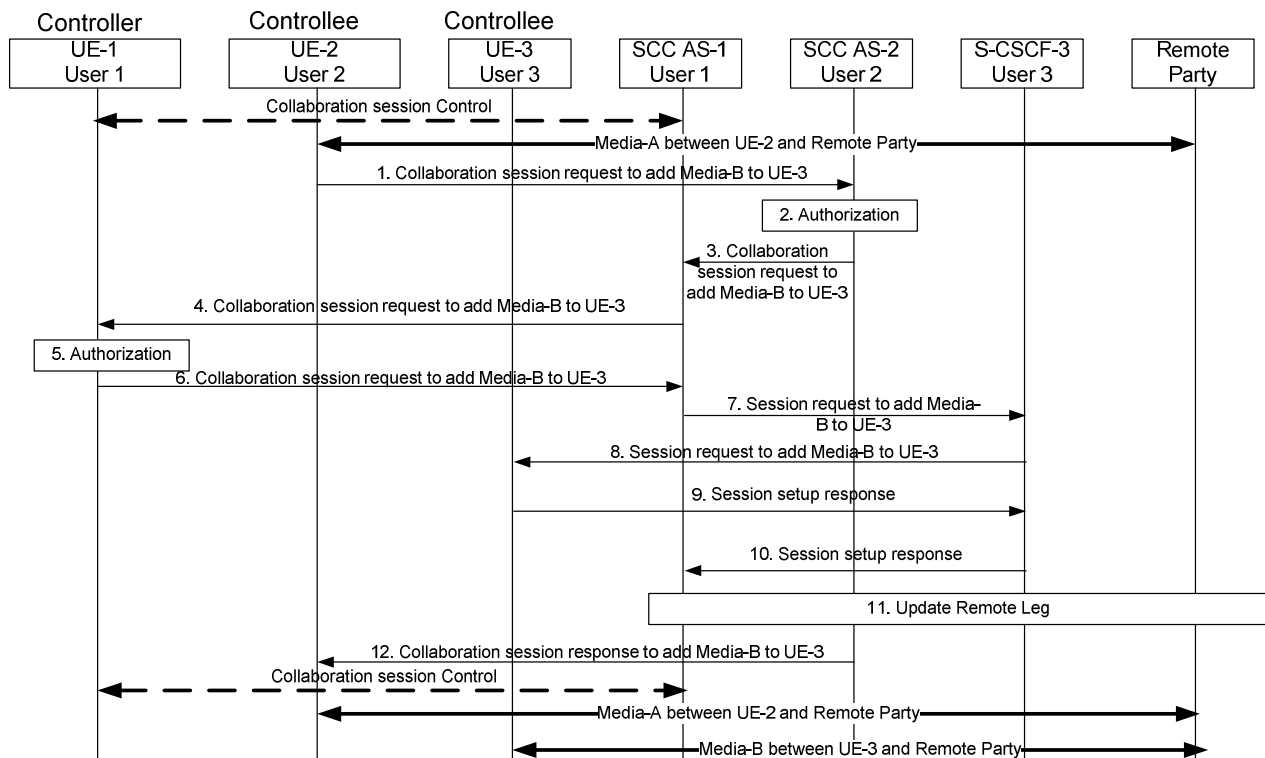 Controller
Controllee
Controllee
UE-1
User 1
UE-2
User 2
UE-3
User 3
SCC AS-1
User 1
SCC AS-2
User 2
S-CSCF-3
User 3
Remote
Party
Collaboration session Control
Media-A between UE-2 and Remote Party
1. Collaboration session request to add Media-B to UE-3
2. Authorization
3. Collaboration
session request to
add Media-B to UE-3
4. Collaboration session request to add Media-B to UE-3
5. Authorization
6. Collaboration session request to add Media-B to UE-3
7. Session request to add Media-
B to UE-3
8. Session request to add Media-B to UE-3
9. Session setup response
10. Session setup response
11. Update Remote Leg
12. Collaboration session response to add Media-B to UE-3
Collaboration session Control
Media-A between UE-2 and Remote Party
Media-B between UE-3 and Remote Party